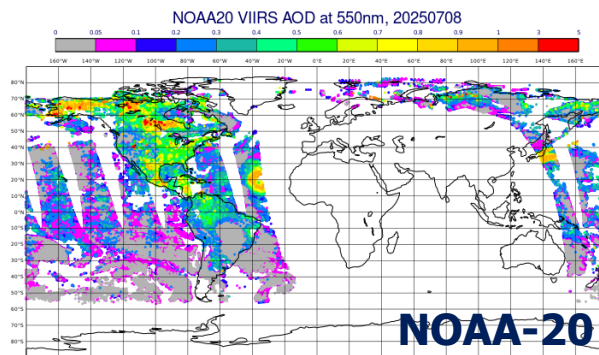 NOAA20 VIIRS AOD at 550nm, 20250708
0 0.05 0.1 0.2 0.3 0.4 0.5 0.6 0.7 0.8 0.9 1 3 5
160°W 140°W 120°W 100°W 80°W 60°W 40°W 20°W 0°E 20°E 40°E 60°E 80°E 100°E 120°E 140°E 160°E
80°N
70°N
60°N
50°N
40°N
30°N
20°N
10°N
0°N
10°S
20°S
30°S
40°S
50°S
60°S
70°S
80°S
NOAA-20